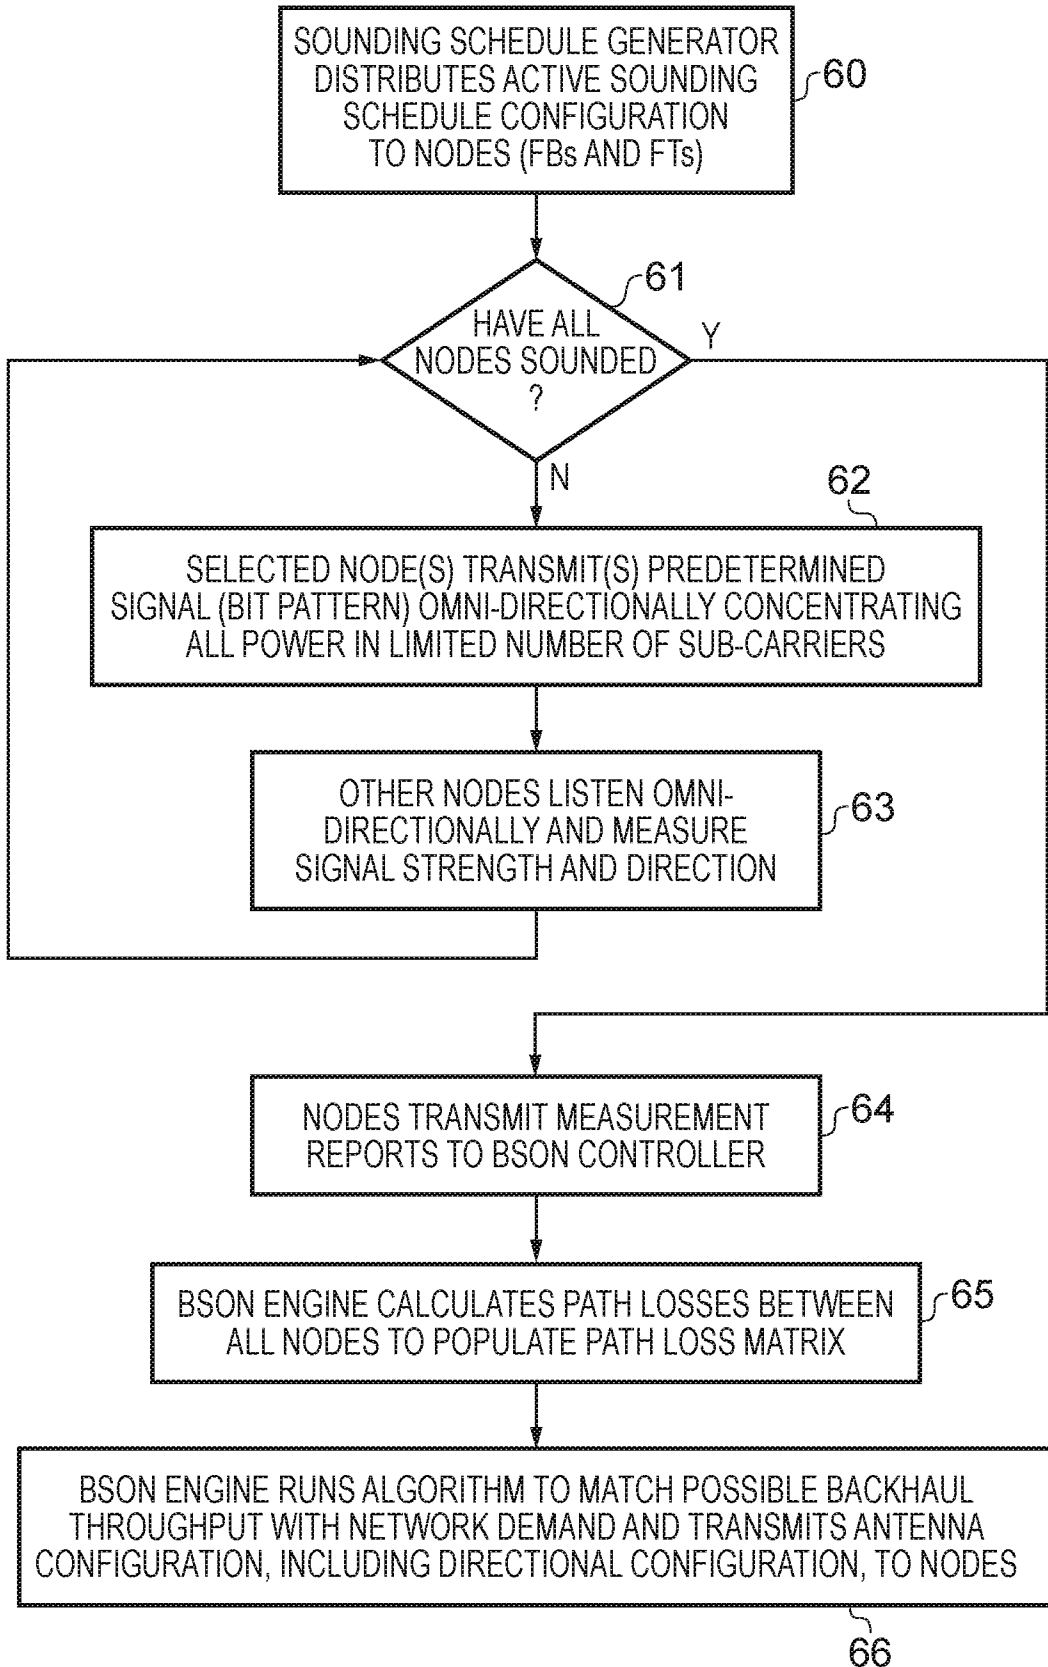 SOUNDING SCHEDULE GENERATOR
DISTRIBUTES ACTIVE SOUNDING
SCHEDULE CONFIGURATION
TO NODES (FBs AND FTs)
60
61
HAVE ALL
NODES SOUNDED
?
Y
N
62
SELECTED NODE(S) TRANSMIT(S) PREDETERMINED
SIGNAL (BIT PATTERN) OMNI-DIRECTIONALLY CONCENTRATING
ALL POWER IN LIMITED NUMBER OF SUB-CARRIERS
OTHER NODES LISTEN OMNI-
DIRECTIONALLY AND MEASURE
SIGNAL STRENGTH AND DIRECTION
63
NODES TRANSMIT MEASUREMENT
REPORTS TO BSON CONTROLLER
64
BSON ENGINE CALCULATES PATH LOSSES BETWEEN
ALL NODES TO POPULATE PATH LOSS MATRIX
65
BSON ENGINE RUNS ALGORITHM TO MATCH POSSIBLE BACKHAUL
THROUGHPUT WITH NETWORK DEMAND AND TRANSMITS ANTENNA
CONFIGURATION, INCLUDING DIRECTIONAL CONFIGURATION, TO NODES
66